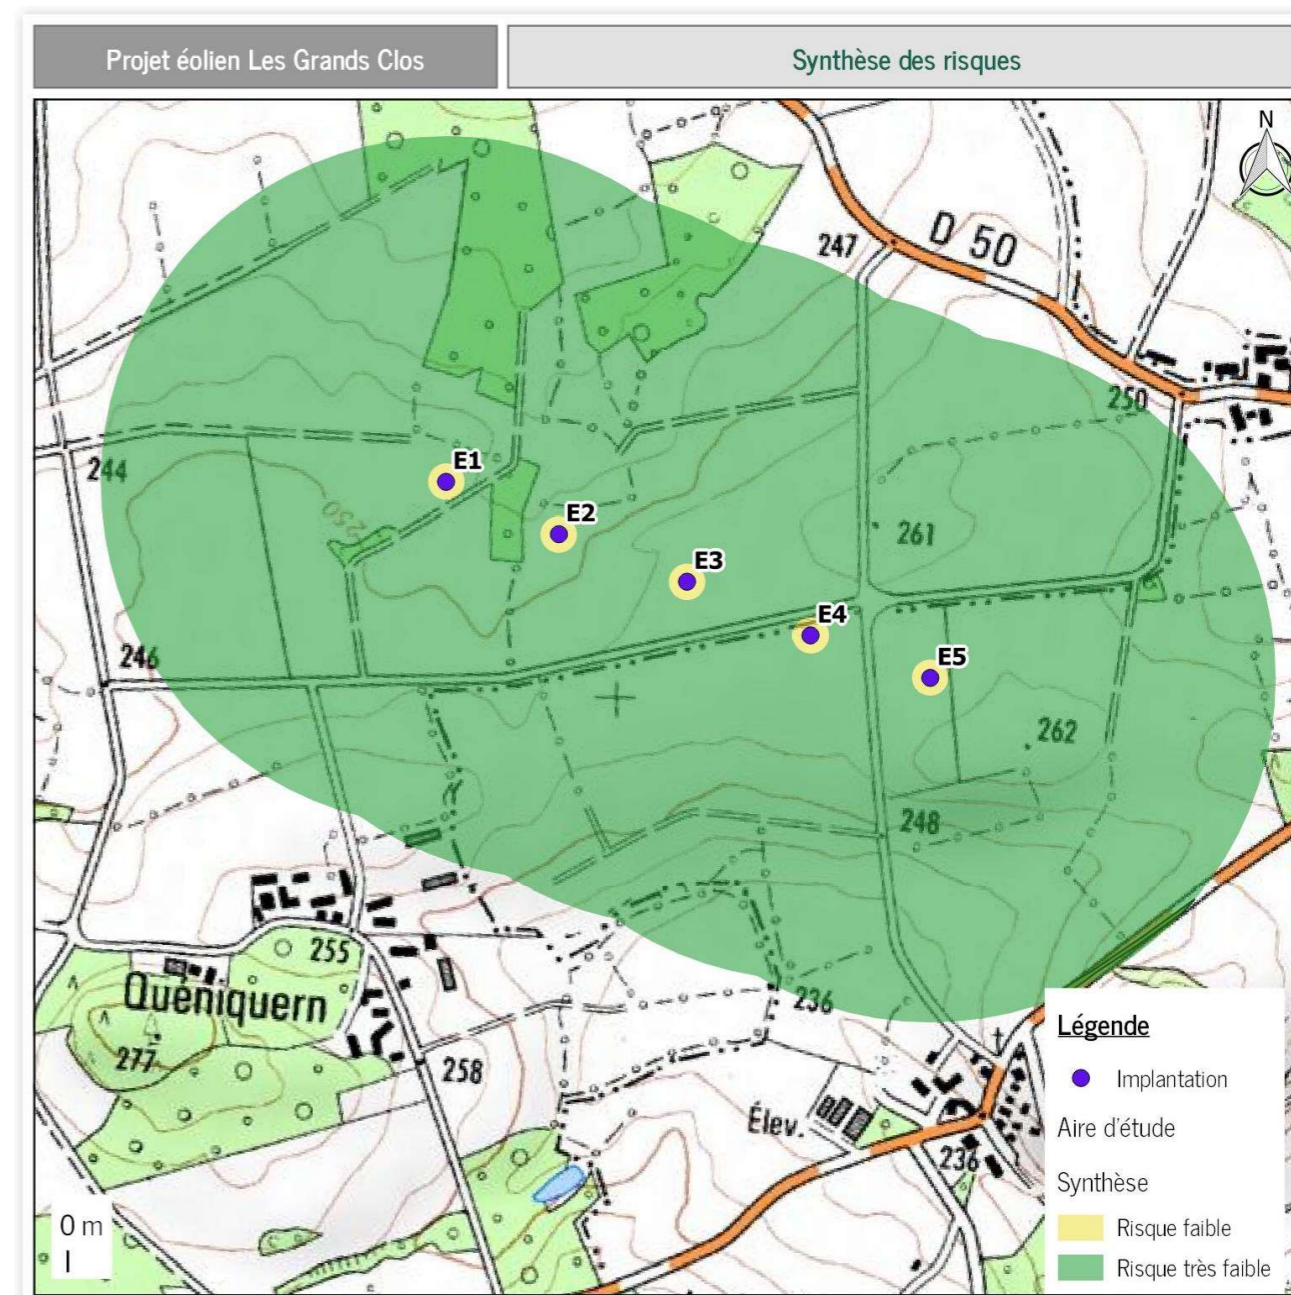 Projet éolien Les Grands Clos
Synthèse des risques
N
247
D 50
250
244
E1
250
E2
261
E3
E4
246
E5
262
248
255
Quéniquern
236
277
258
Élev.
236
0 m
Légende
Implantation
Aire d'étude
Synthèse
Risque faible
Risque très faible